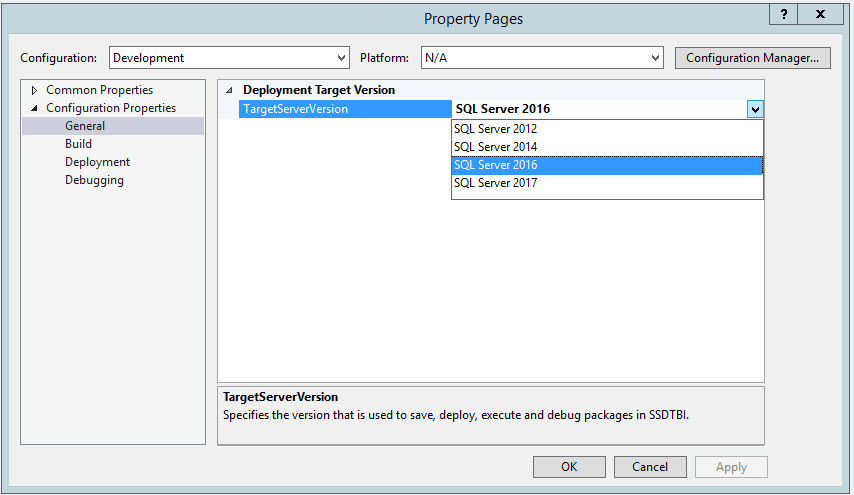 Property Pages
? x
Configuration: Development Platform: N/A Configuration Manager...
Common Properties
Configuration Properties
General
Build
Deployment
Debugging
Deployment Target Version
TargetServerVersion SQL Server 2016
SQL Server 2012
SQL Server 2014
SQL Server 2016
SQL Server 2017
TargetServerVersion
Specifies the version that is used to save, deploy, execute and debug packages in SSDTBI.
OK Cancel Apply